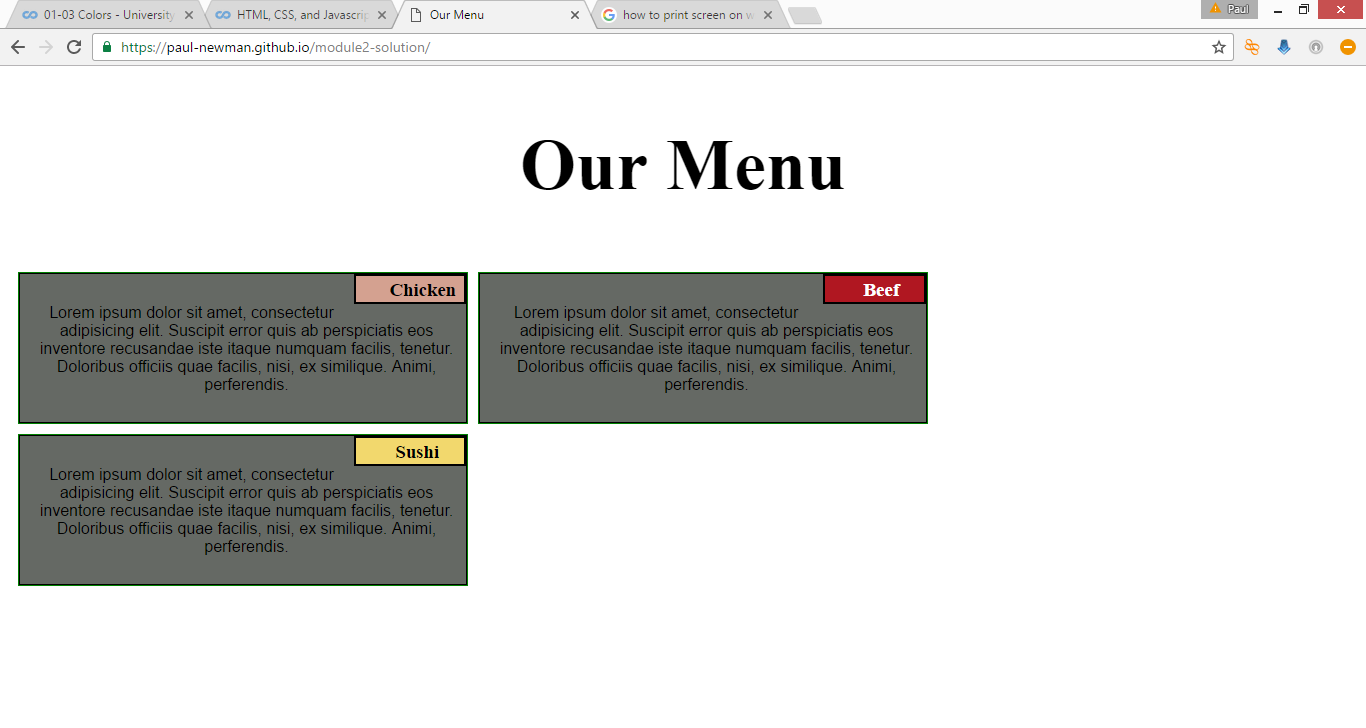 01-03 Colors - University
HTML, CSS, and Javascrip
Our Menu
how to print screen on w
Paul
https://paul-newman.github.io/module2-solution/
Our Menu
Chicken
Lorem ipsum dolor sit amet, consectetur
adipisicing elit. Suscipit error quis ab perspiciatis eos
inventore recusandae iste itaque numquam facilis, tenetur.
Doloribus officiis quae facilis, nisi, ex similique. Animi,
perferendis.
Beef
Lorem ipsum dolor sit amet, consectetur
adipisicing elit. Suscipit error quis ab perspiciatis eos
inventore recusandae iste itaque numquam facilis, tenetur.
Doloribus officiis quae facilis, nisi, ex similique. Animi,
perferendis.
Sushi
Lorem ipsum dolor sit amet, consectetur
adipisicing elit. Suscipit error quis ab perspiciatis eos
inventore recusandae iste itaque numquam facilis, tenetur.
Doloribus officiis quae facilis, nisi, ex similique. Animi,
perferendis.